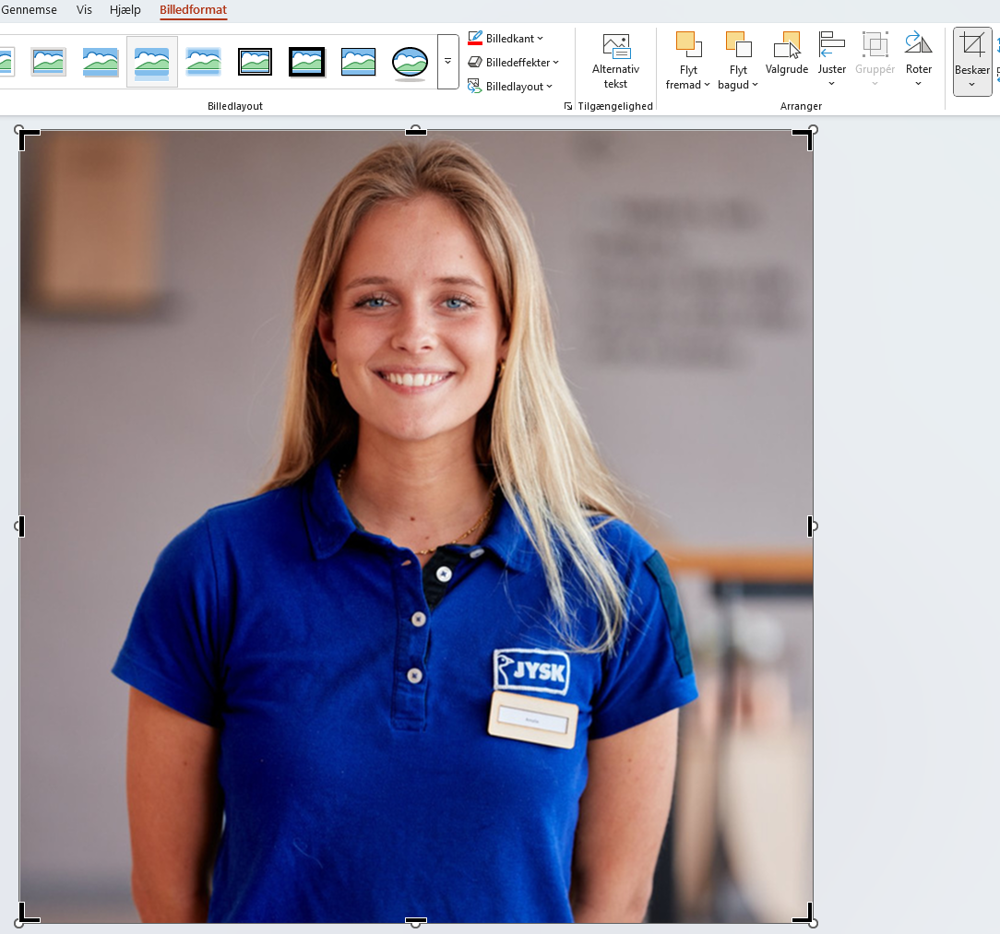 Gennemse Vis Hjælp Billedformat
Billedkant
Billedeffekter
Billedlayout
Billedlayout
Alternativ
tekst
Tilgængelighed
Flyt
fremad
Flyt
bagud
Valgrude
Juster
Gruppér
Roter
Arranger
Beskær
JYSK